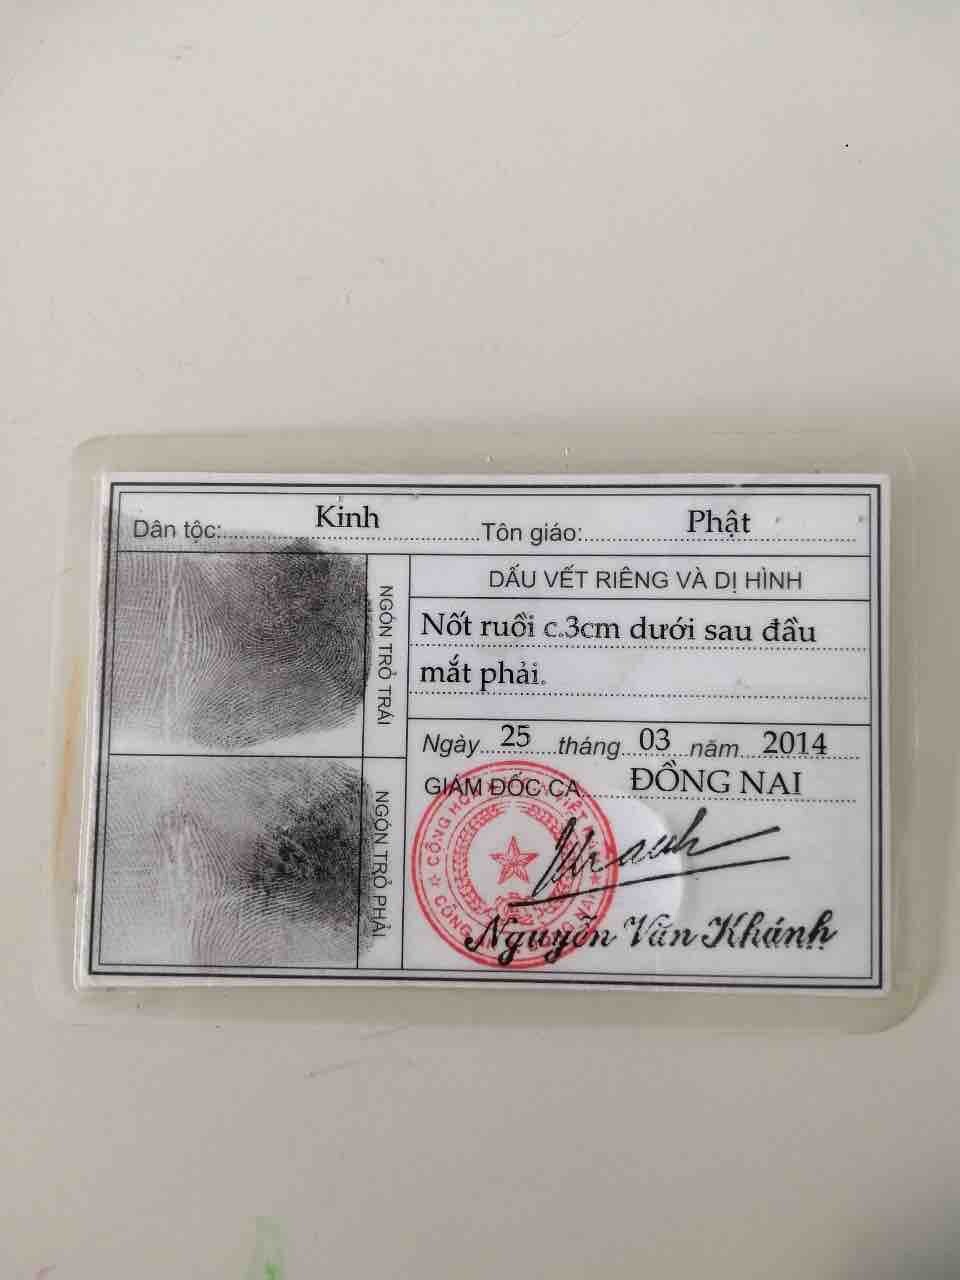 Dân tộc: Kinh Tôn giáo: Phật
NGÓN TRỎ TRÁI
NGÓN TRỎ PHẢI
DẤU VẾT RIÊNG VÀ DỊ HÌNH
Nốt ruồi c.3cm dưới sau đầu
mắt phải.
Ngày 25 tháng 03 năm 2014
GIÁM ĐỐC CA ĐỒNG NAI
CÔNG
Nguyễn Văn Khánh